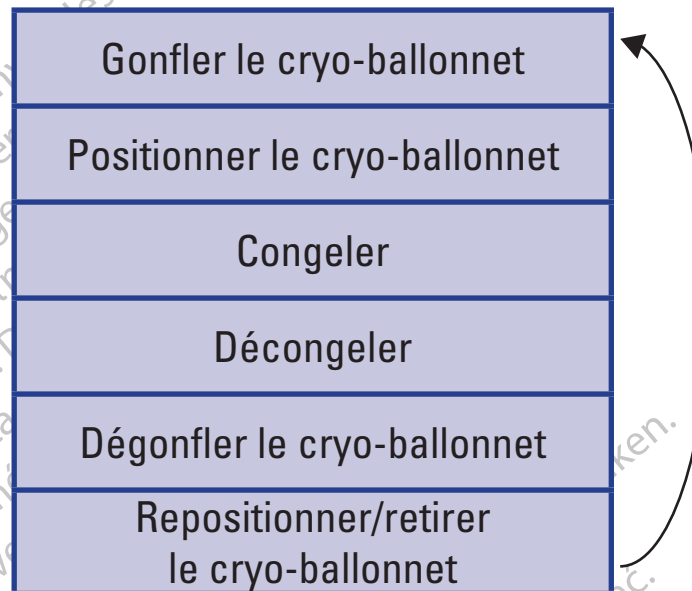 Gonfler le cryo-ballonnet
Positionner le cryo-ballonnet
Congeler
Décongeler
Dégonfler le cryo-ballonnet
Repositionner/retirer
le cryo-ballonnet